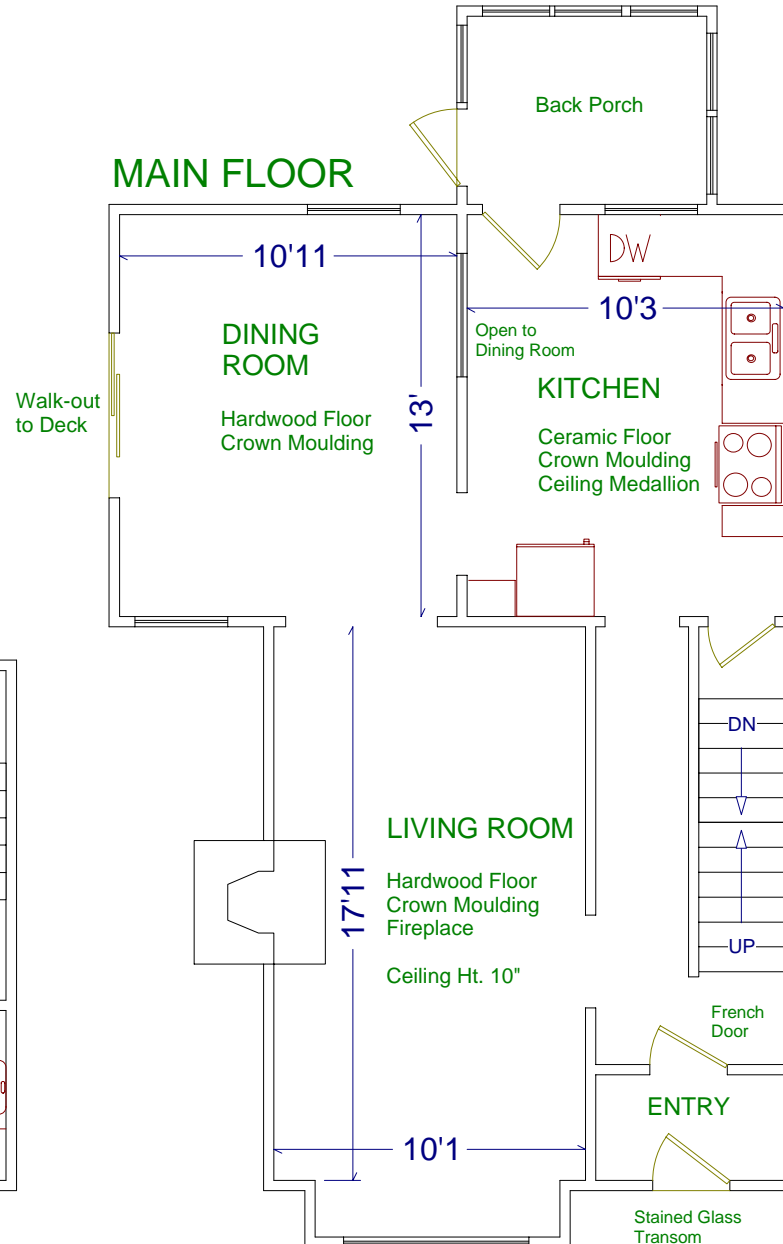 Back Porch
MAIN FLOOR
10'11
DW
10'3
DINING
ROOM
Open to
Dining Room
Walk-out
to Deck
Hardwood Floor
Crown Moulding
13'
KITCHEN
Ceramic Floor
Crown Moulding
Ceiling Medallion
DN
LIVING ROOM
Hardwood Floor
Crown Moulding
Fireplace
Ceiling Ht. 10"
17'11
UP
French
Door
ENTRY
10'1
Stained Glass
Transom